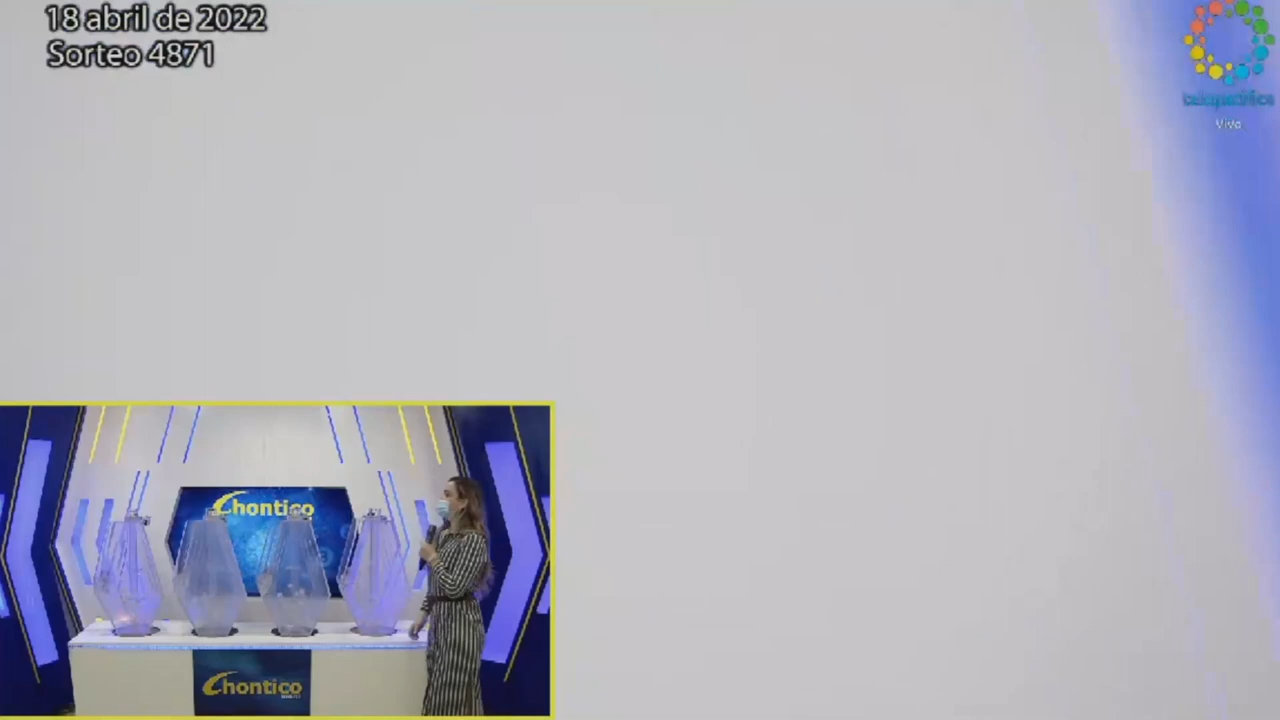 18 abril de 2022
Sorteo 4871
telepacífico
Vivo
Chontico
Chontico